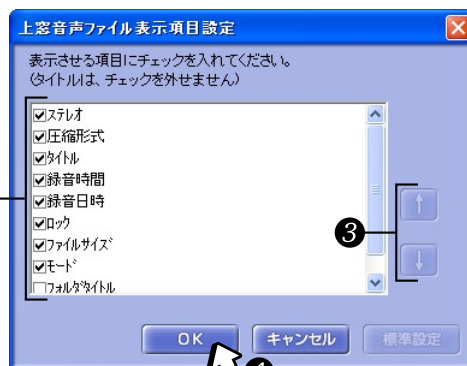 上窓音声ファイル表示項目設定
表示させる項目にチェックを入れてください。
(タイトルは、チェックを外せません)
ステレオ
圧縮形式
タイトル
録音時間
録音日時
ロック
ファイルサイズ
モード
フォルダタイトル
3
OK キャンセル 標準設定